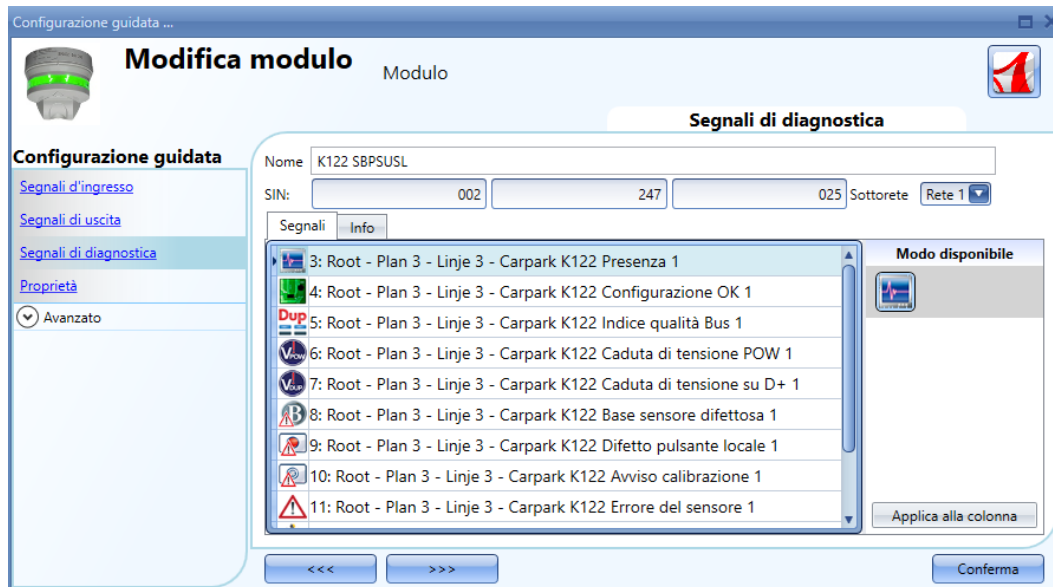 Configurazione guidata ...
Modifica modulo
Modulo
Segnali di diagnostica
Configurazione guidata
Segnali d'ingresso
Segnali di uscita
Segnali di diagnostica
Proprietà
Avanzato
Nome K122 SBPSUSL
SIN: 002 247 025 Sottorete Rete 1
Segnali Info
3: Root - Plan 3 - Linje 3 - Carpark K122 Presenza 1
4: Root - Plan 3 - Linje 3 - Carpark K122 Configurazione OK 1
Dup 5: Root - Plan 3 - Linje 3 - Carpark K122 Indice qualità Bus 1
VPOW 6: Root - Plan 3 - Linje 3 - Carpark K122 Caduta di tensione POW 1
VDUP 7: Root - Plan 3 - Linje 3 - Carpark K122 Caduta di tensione su D+ 1
B 8: Root - Plan 3 - Linje 3 - Carpark K122 Base sensore difettosa 1
9: Root - Plan 3 - Linje 3 - Carpark K122 Difetto pulsante locale 1
10: Root - Plan 3 - Linje 3 - Carpark K122 Avviso calibrazione 1
11: Root - Plan 3 - Linje 3 - Carpark K122 Errore del sensore 1
Modo disponibile
Applica alla colonna
<<< >>> Conferma